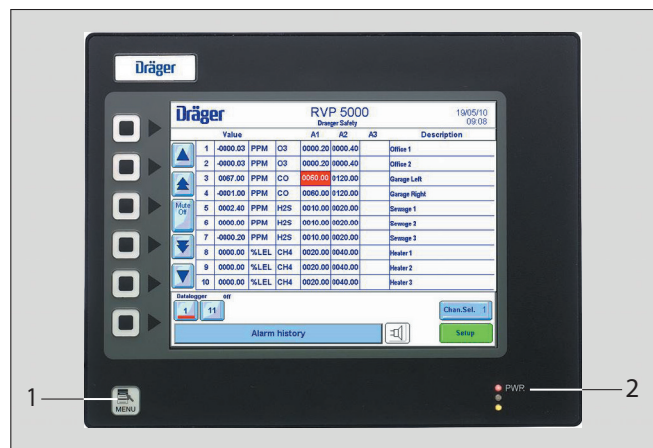 Dräger
Dräger RVP 5000 19/05/10
Draeger Safety 09:08
Value A1 A2 A3 Description
1 -0000.03 PPM O3 0000.20 0000.40 Office 1
2 -0000.03 PPM O3 0000.20 0000.40 Office 2
3 0067.00 PPM CO 0060.00 0120.00 Garage Left
4 -0001.00 PPM CO 0060.00 0120.00 Garage Right
Mute Off
5 0002.40 PPM H2S 0010.00 0020.00 Sewage 1
6 0000.00 PPM H2S 0010.00 0020.00 Sewage 2
7 -0000.20 PPM H2S 0010.00 0020.00 Sewage 3
8 0000.00 %LEL CH4 0020.00 0040.00 Heater 1
9 0000.00 %LEL CH4 0020.00 0040.00 Heater 2
10 0000.00 %LEL CH4 0020.00 0040.00 Heater 3
Datalogger off
1 11 Chan.Sel. 1
Alarm history Setup
1 MENU
PWR 2